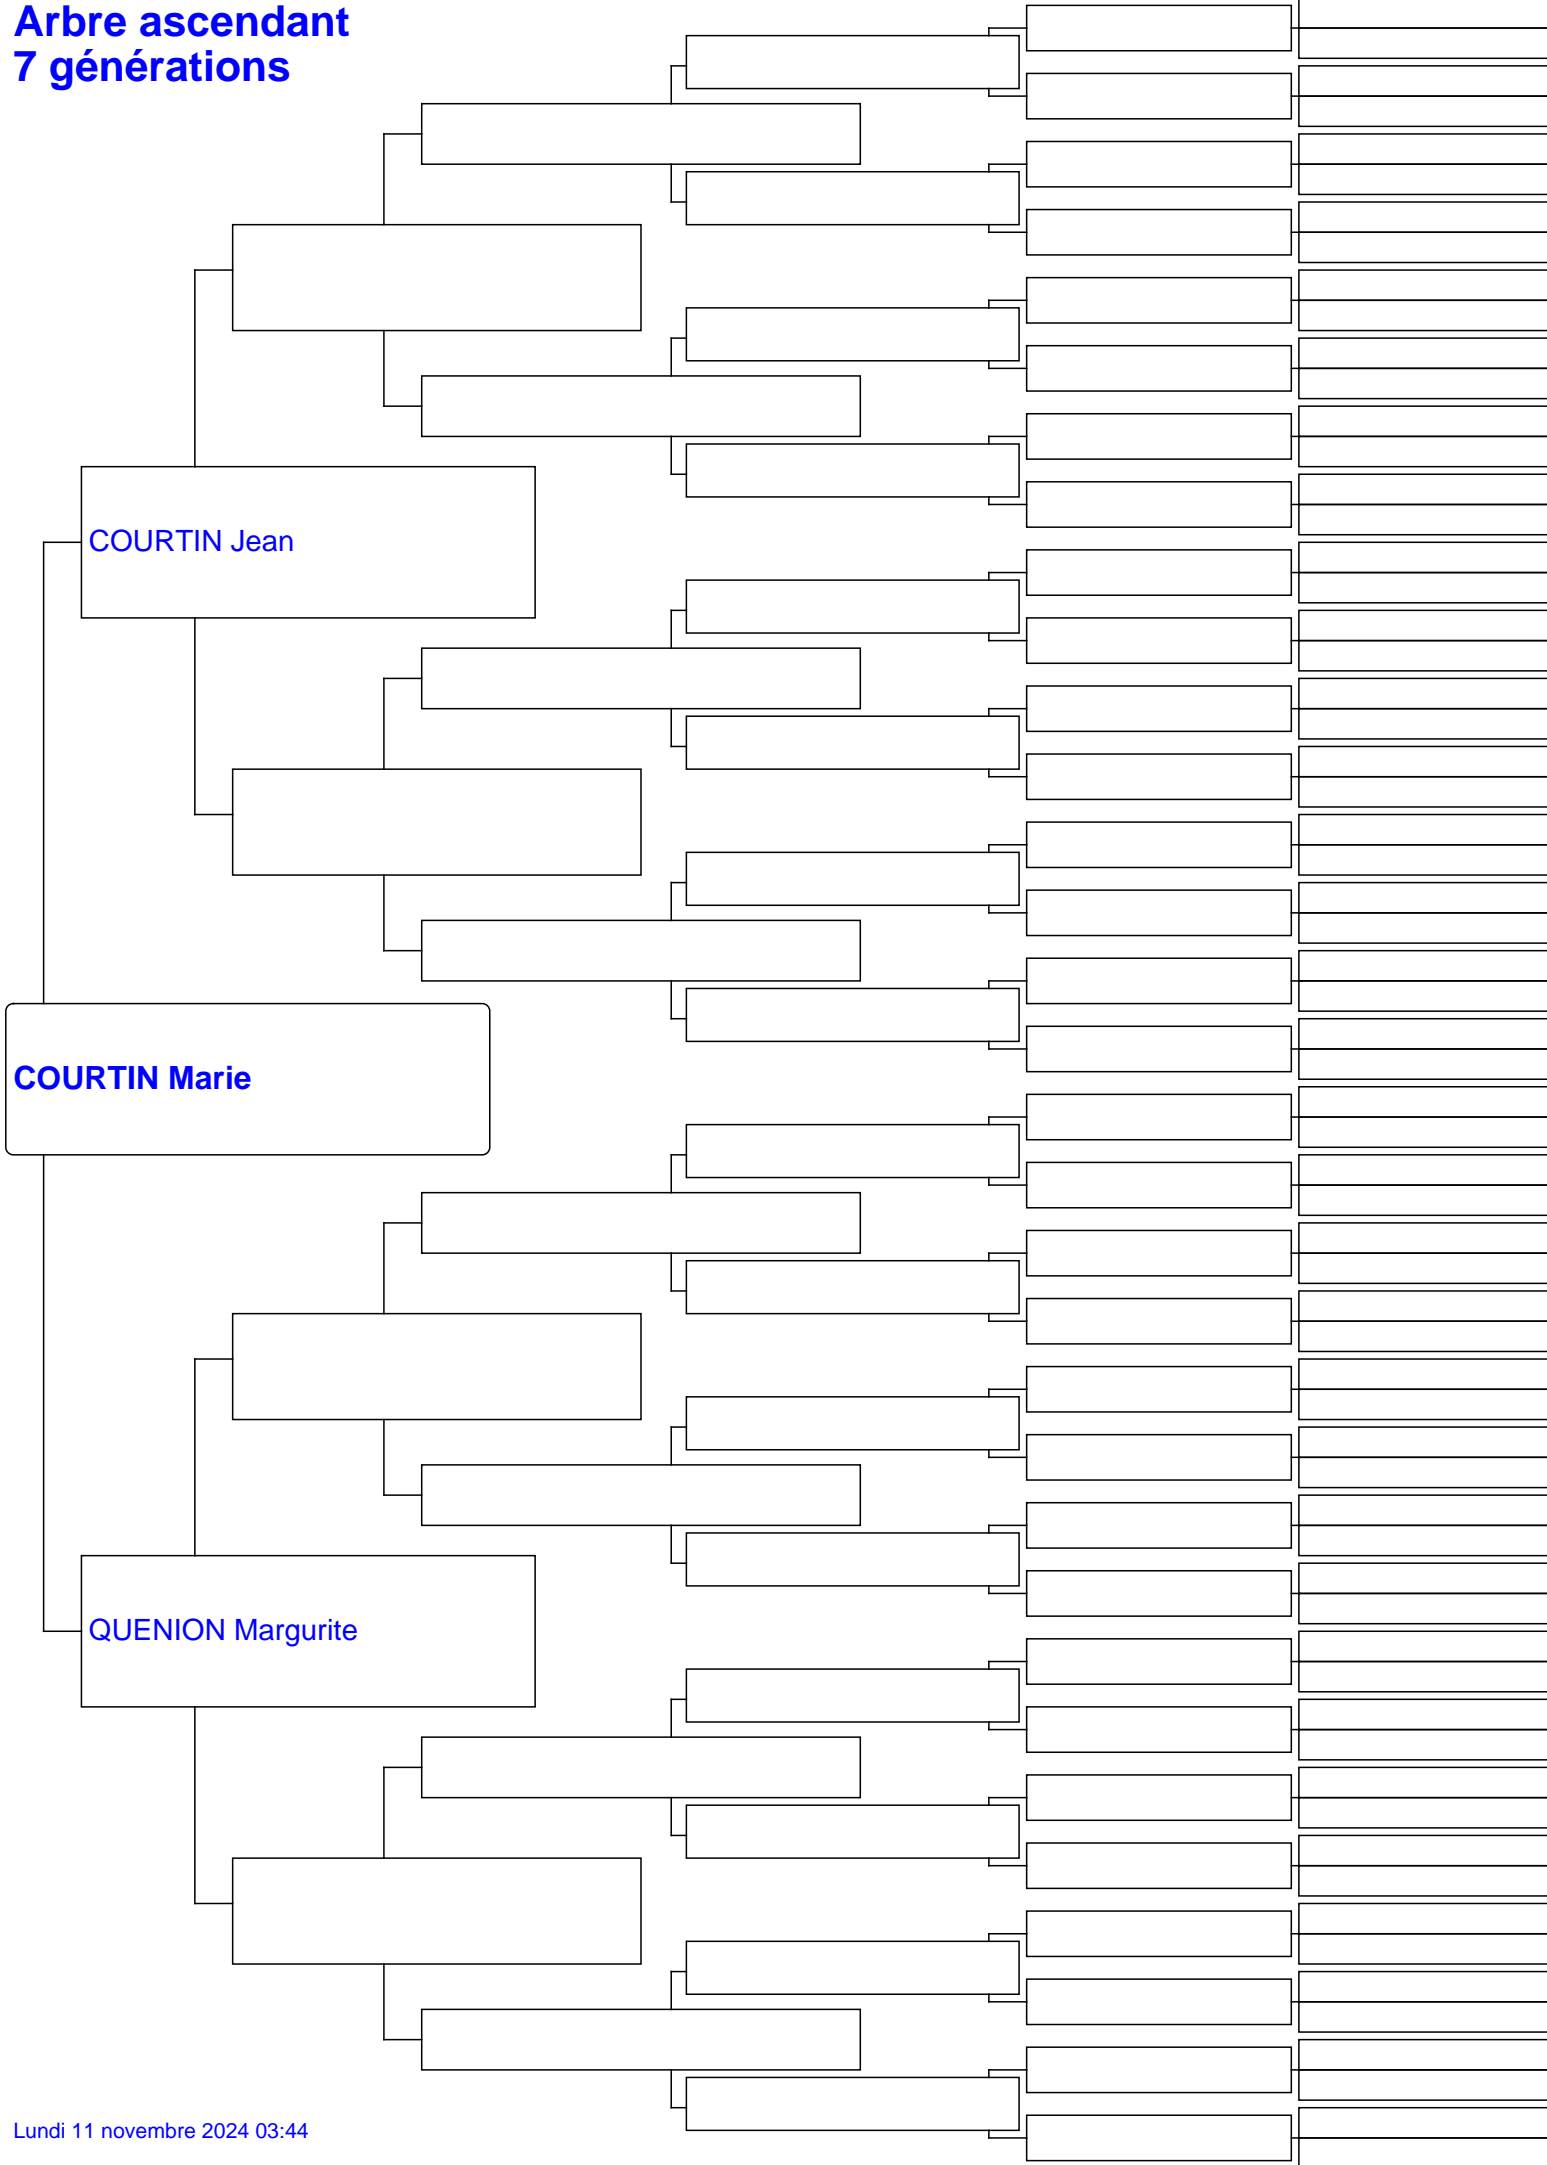 Arbre ascendant
7 générations
COURTIN Jean
COURTIN Marie
QUENION Margurite
Lundi 11 novembre 2024 03:44